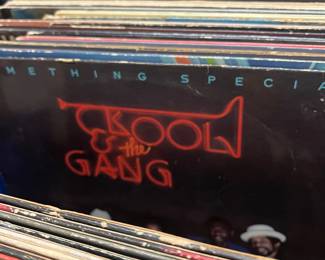 METHING SPECIA
KOOL
& the
GANG